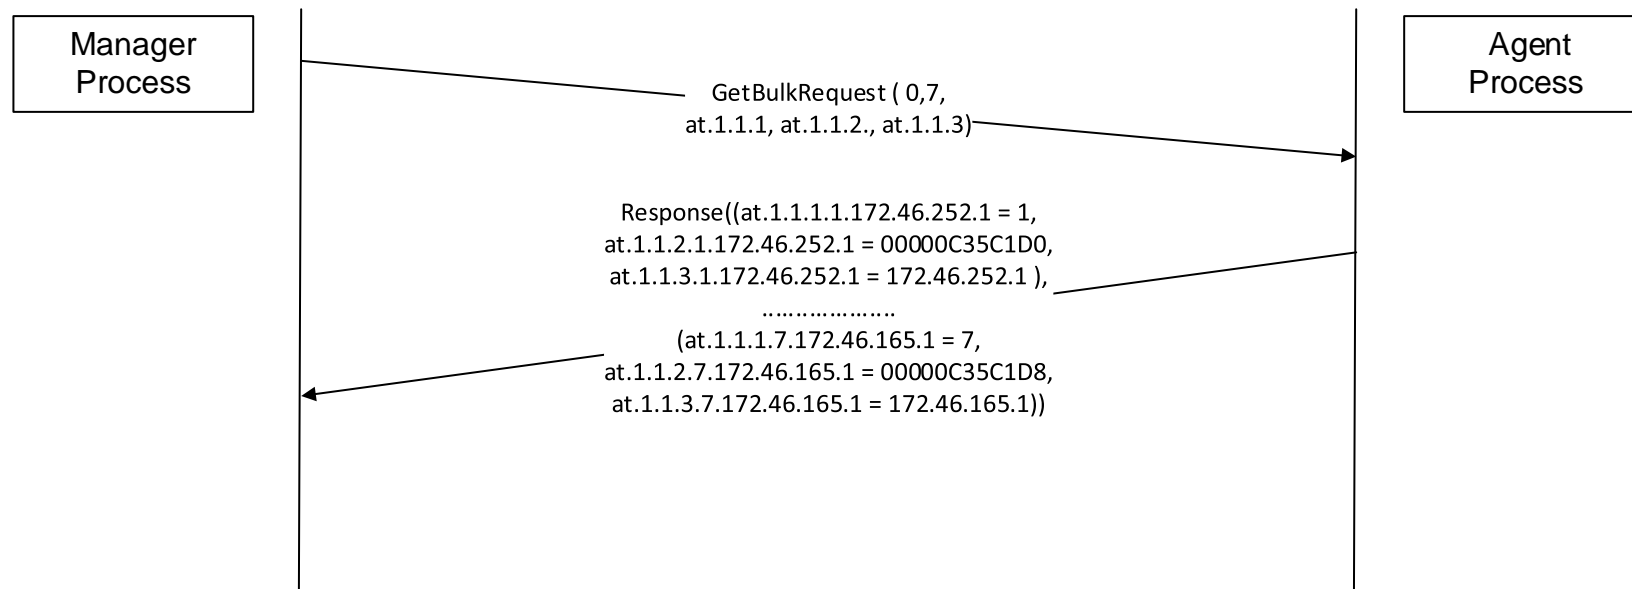 Manager
Process
Agent
Process
GetBulkRequest ( 0,7,
at.1.1.1, at.1.1.2., at.1.1.3)
Response((at.1.1.1.1.172.46.252.1 = 1,
at.1.1.2.1.172.46.252.1 = 00000C35C1D0,
at.1.1.3.1.172.46.252.1 = 172.46.252.1 ),
.....................
(at.1.1.1.7.172.46.165.1 = 7,
at.1.1.2.7.172.46.165.1 = 00000C35C1D8,
at.1.1.3.7.172.46.165.1 = 172.46.165.1))